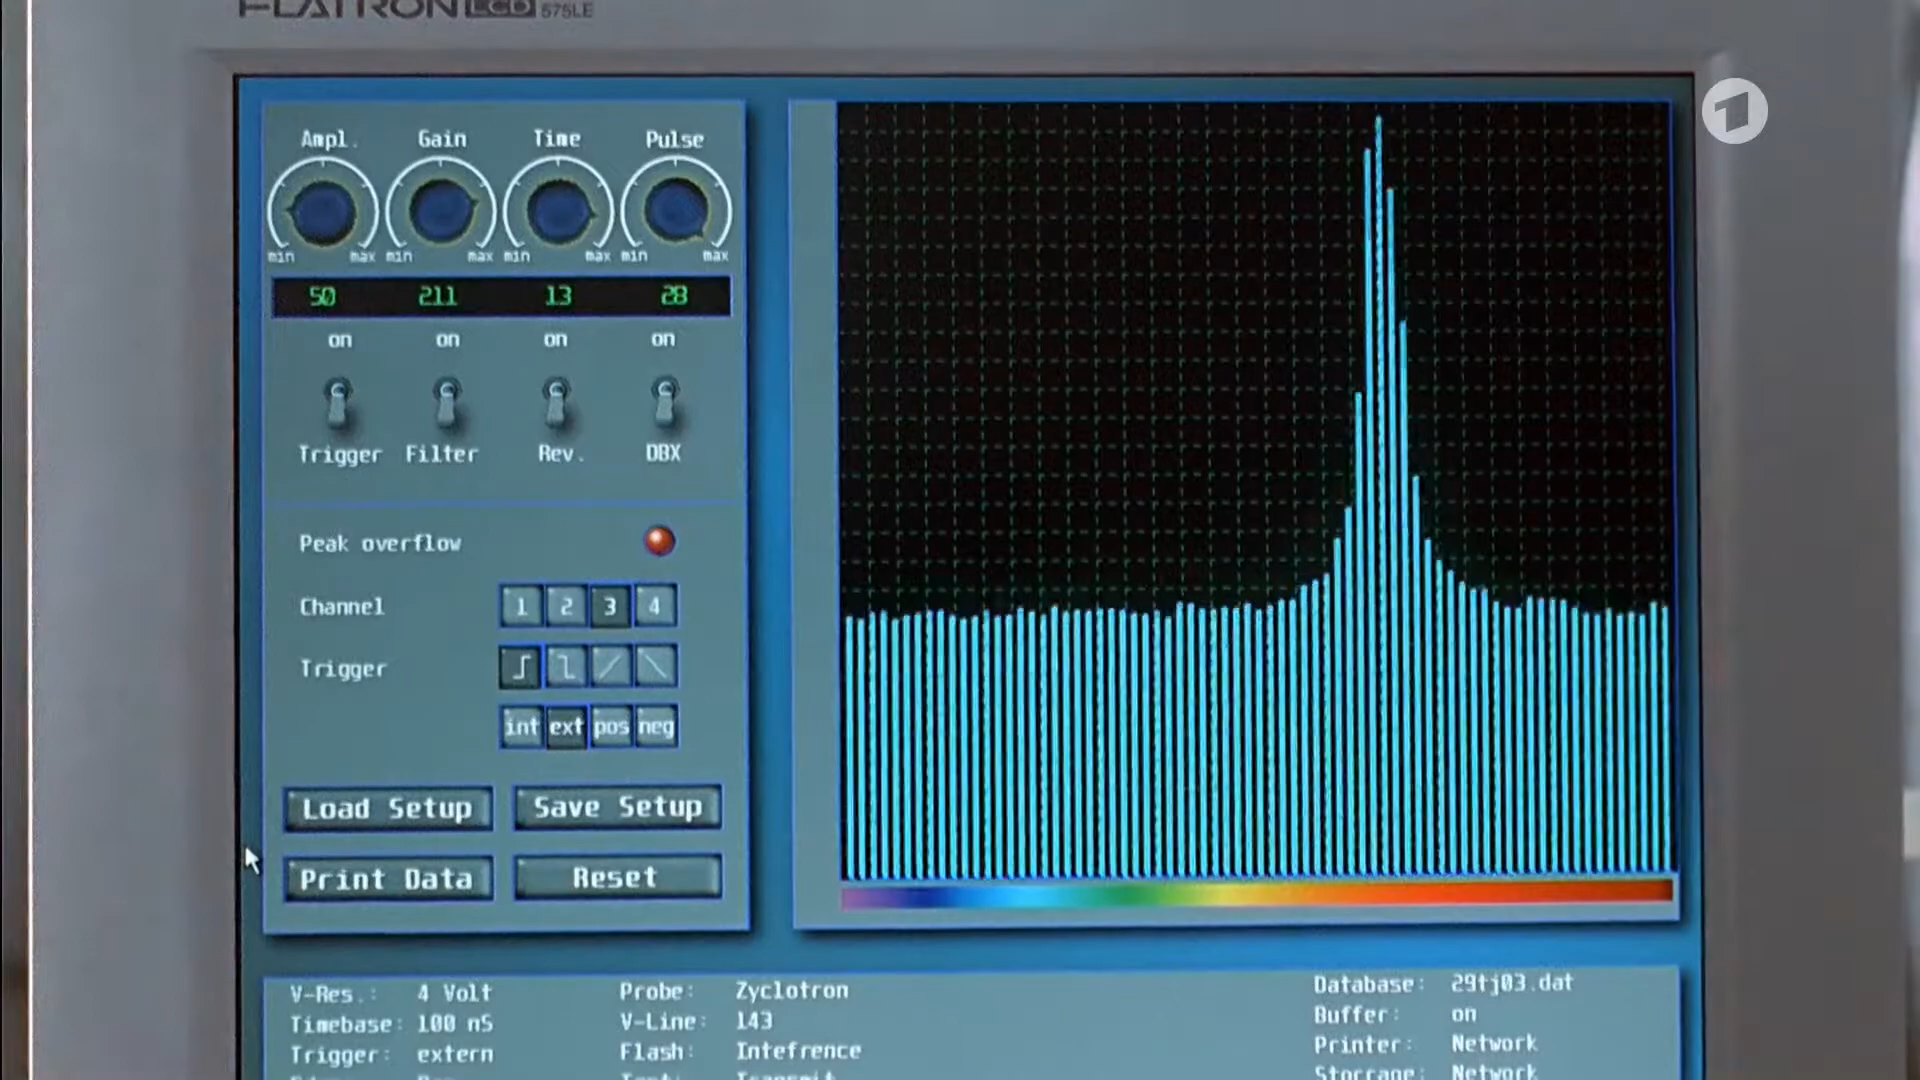 FLATRON LCD 575LE
Ampl. Gain Time Pulse
min max min max min max min max
50 211 13 28
on on on on
Trigger Filter Rev. DBX
Peak overflow
Channel 1 2 3 4
Trigger
int ext pos neg
Load Setup Save Setup
Print Data Reset
V-Res.: 4 Volt
Timebase: 100 nS
Trigger: extern
Probe: Zyclotron
V-Line: 143
Flash: Intefrence
Database: 29tj03.dat
Buffer: on
Printer: Network
Storrage: Network
1